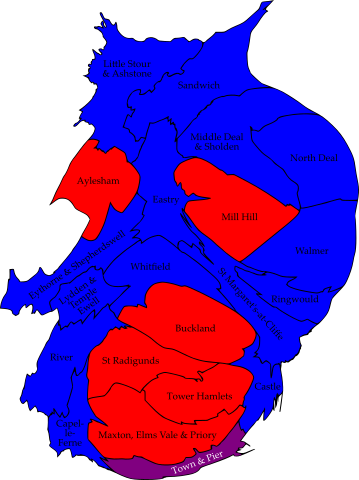 Little Stour
& Ashstone
Sandwich
Middle Deal
& Sholden
North Deal
Aylesham
Eastry
Mill Hill
Walmer
Eythorne & Shepherdswell
Whitfield
St Margaret's-at-Cliffe
Ringwould
Lydden &
Temple
Ewell
Buckland
River
St Radigunds
Castle
Tower Hamlets
Capel-
le-
Ferne
Maxton, Elms Vale & Priory
Town & Pier